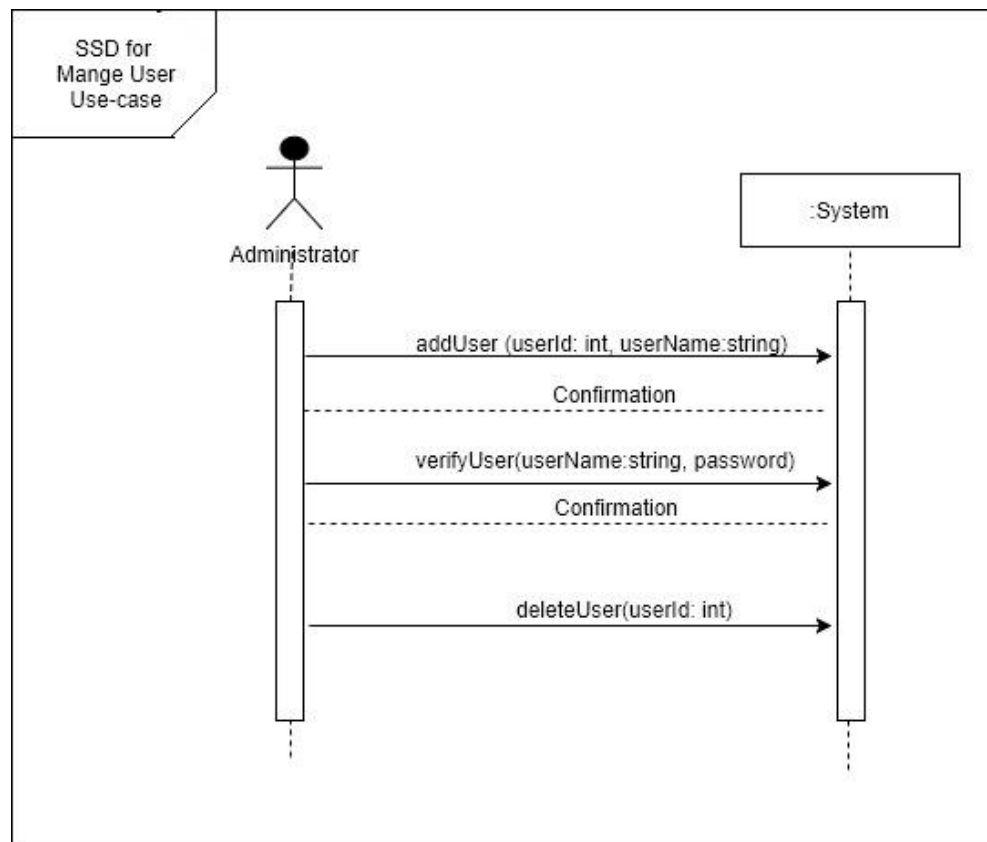 SSD for
Mange User
Use-case
:System
Administrator
addUser (userId: int, userName:string)
Confirmation
verifyUser(userName:string, password)
Confirmation
deleteUser(userId: int)